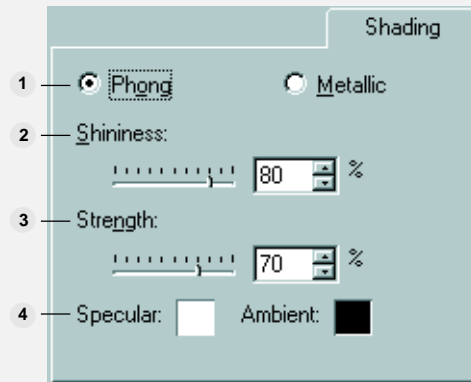 Shading
1 Phong Metallic
2 Shininess:
80 %
3 Strength:
70 %
4 Specular: Ambient: